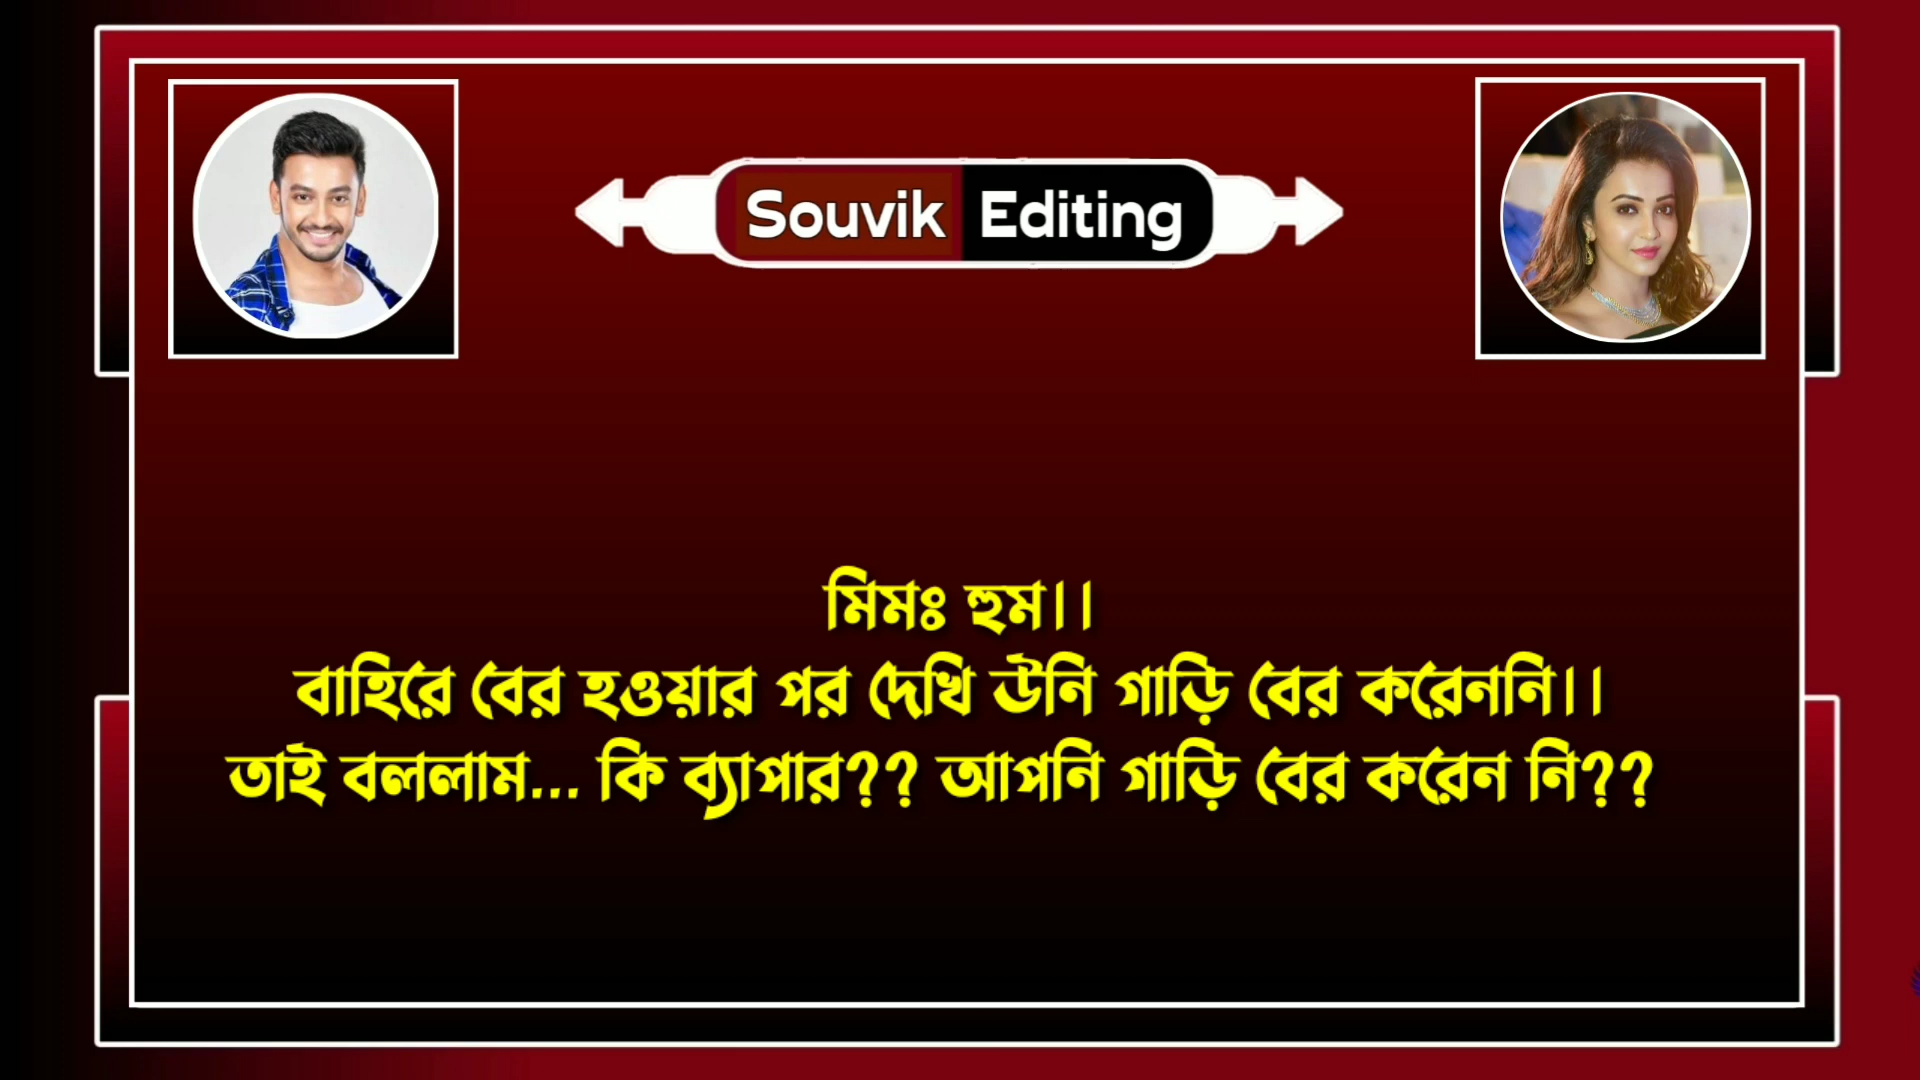 Souvik Editing
মিমঃ হুম।।
বাহিরে বের হওয়ার পর দেখি উনি গাড়ি বের করেননি।।
তাই বললাম... কি ব্যাপার?? আপনি গাড়ি বের করেন নি??